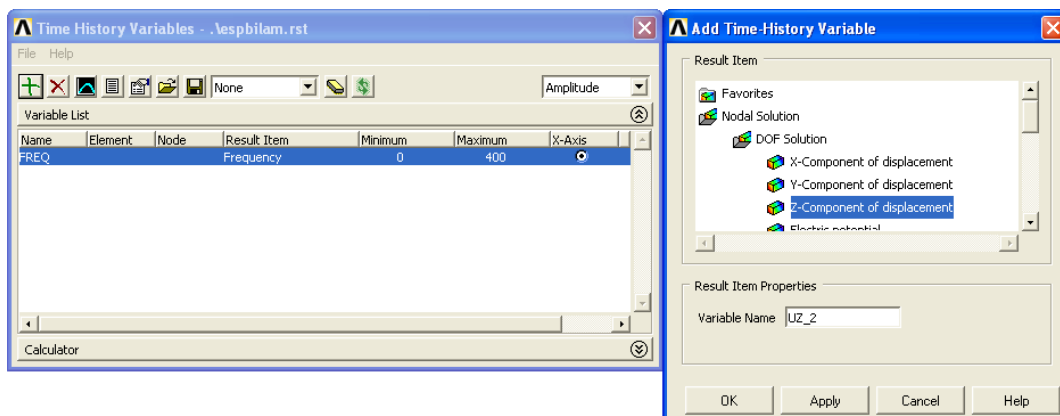 Time History Variables - .\espbilam.rst
File Help
None Amplitude
Variable List
Name Element Node Result Item Minimum Maximum X-Axis
FREQ Frequency 0 400
Calculator
Add Time-History Variable
Result Item
Favorites
Nodal Solution
DOF Solution
X-Component of displacement
Y-Component of displacement
Z-Component of displacement
Electric potential
Result Item Properties
Variable Name UZ_2
OK Apply Cancel Help